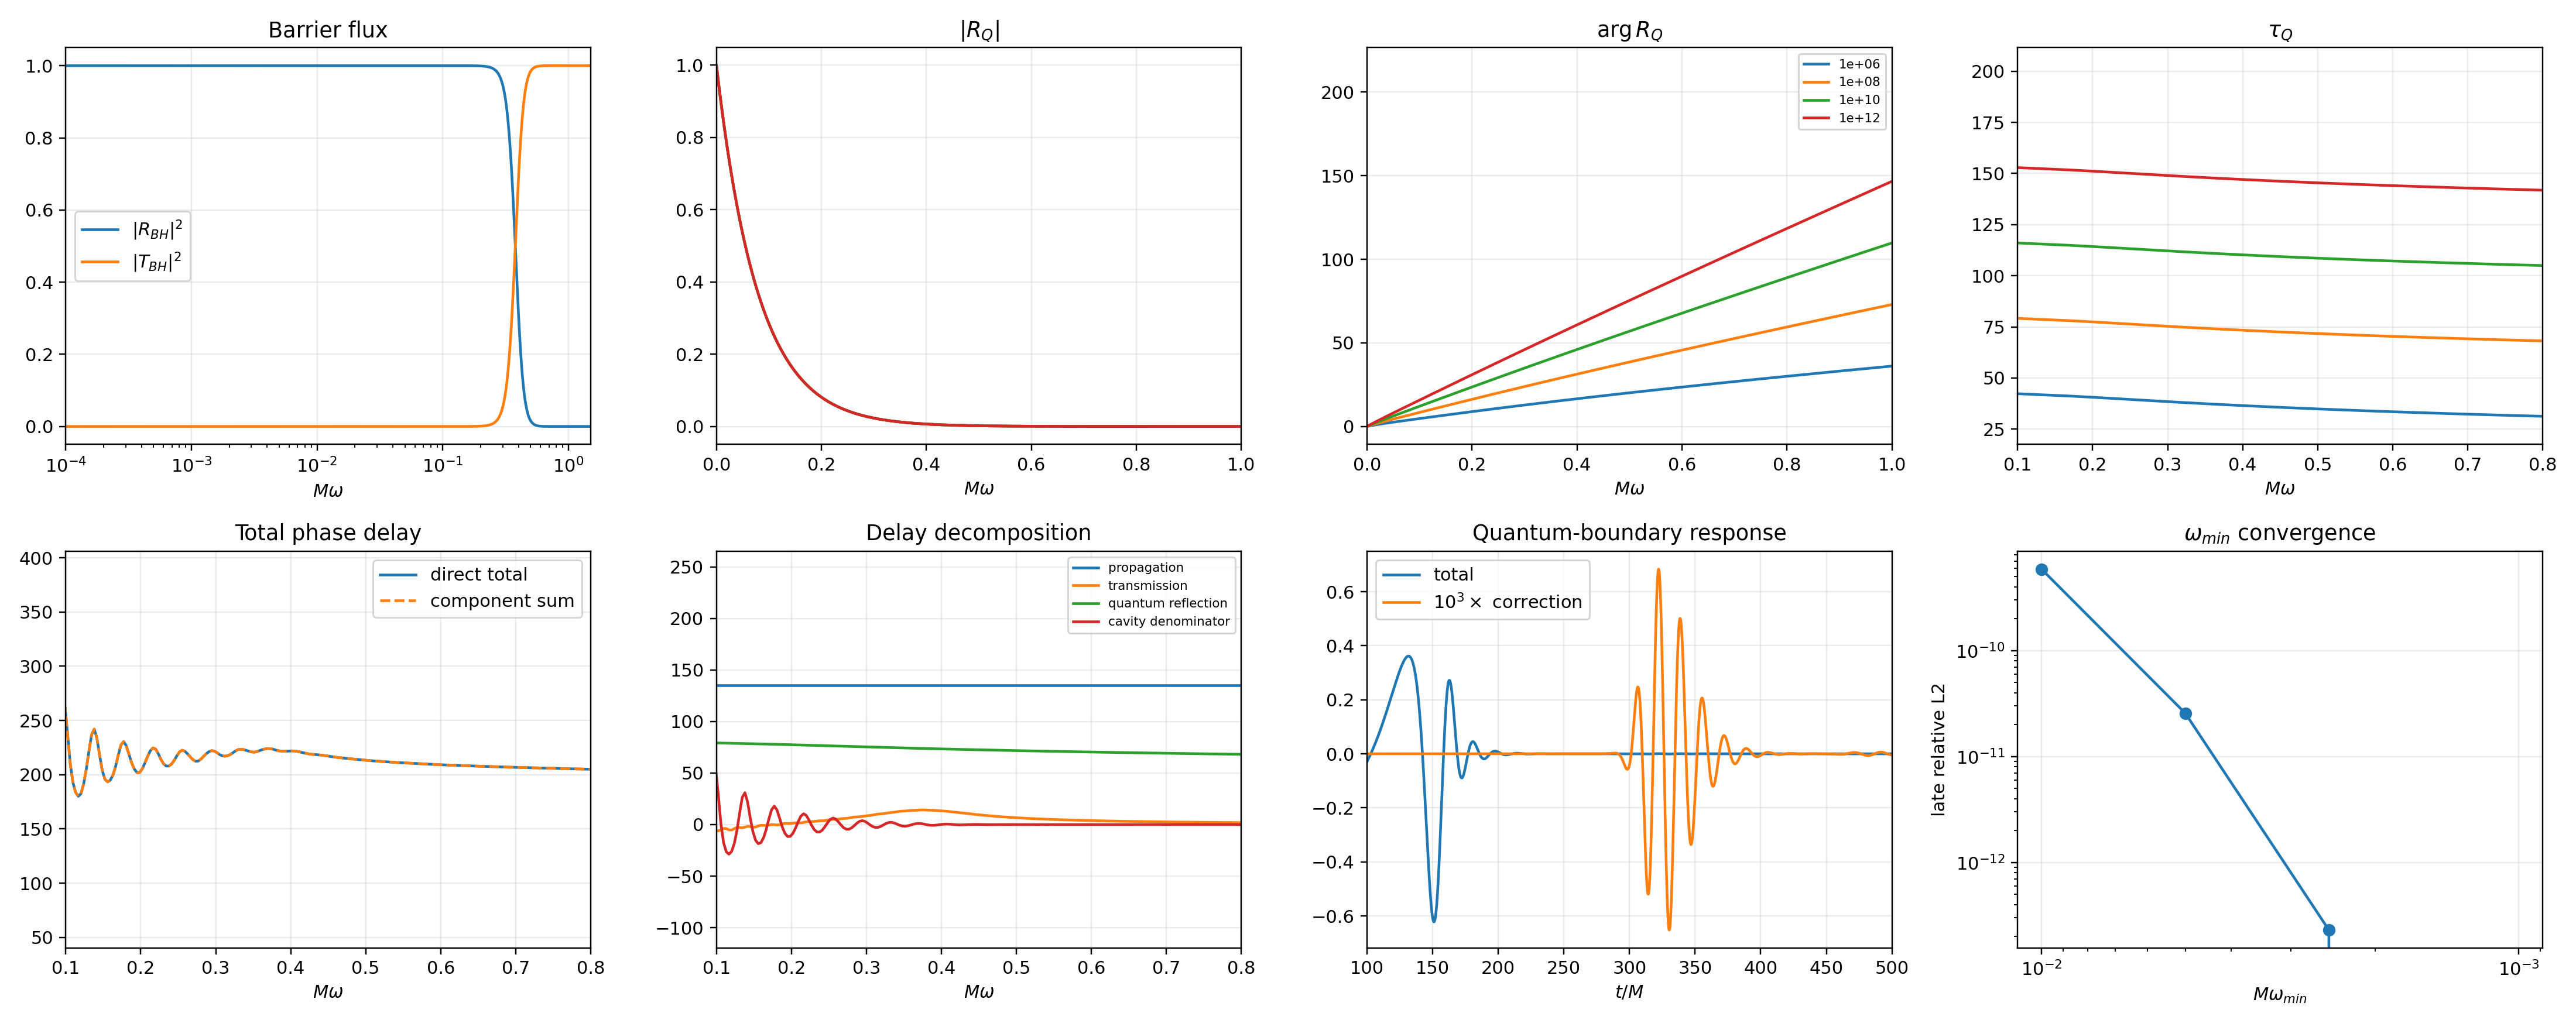 Barrier flux
1.0
0.8
0.6
0.4
0.2
0.0
|R_{BH}|^2
|T_{BH}|^2
10^{-4}
10^{-3}
10^{-2}
10^{-1}
10^0
Mω
|R_Q|
1.0
0.8
0.6
0.4
0.2
0.0
0.0 0.2 0.4 0.6 0.8 1.0
Mω
arg R_Q
200
150
100
50
0
1e+06
1e+08
1e+10
1e+12
0.0 0.2 0.4 0.6 0.8 1.0
Mω
τ_Q
200
175
150
125
100
75
50
25
0.1 0.2 0.3 0.4 0.5 0.6 0.7 0.8
Mω
Total phase delay
400
350
300
250
200
150
100
50
direct total
component sum
0.1 0.2 0.3 0.4 0.5 0.6 0.7 0.8
Mω
Delay decomposition
250
200
150
100
50
0
−50
−100
propagation
transmission
quantum reflection
cavity denominator
0.1 0.2 0.3 0.4 0.5 0.6 0.7 0.8
Mω
Quantum-boundary response
0.6
0.4
0.2
0.0
−0.2
−0.4
−0.6
total
10^3 × correction
100 150 200 250 300 350 400 450 500
t/M
ω_{min} convergence
late relative L2
10^{-10}
10^{-11}
10^{-12}
10^{-2}
10^{-3}
Mω_{min}